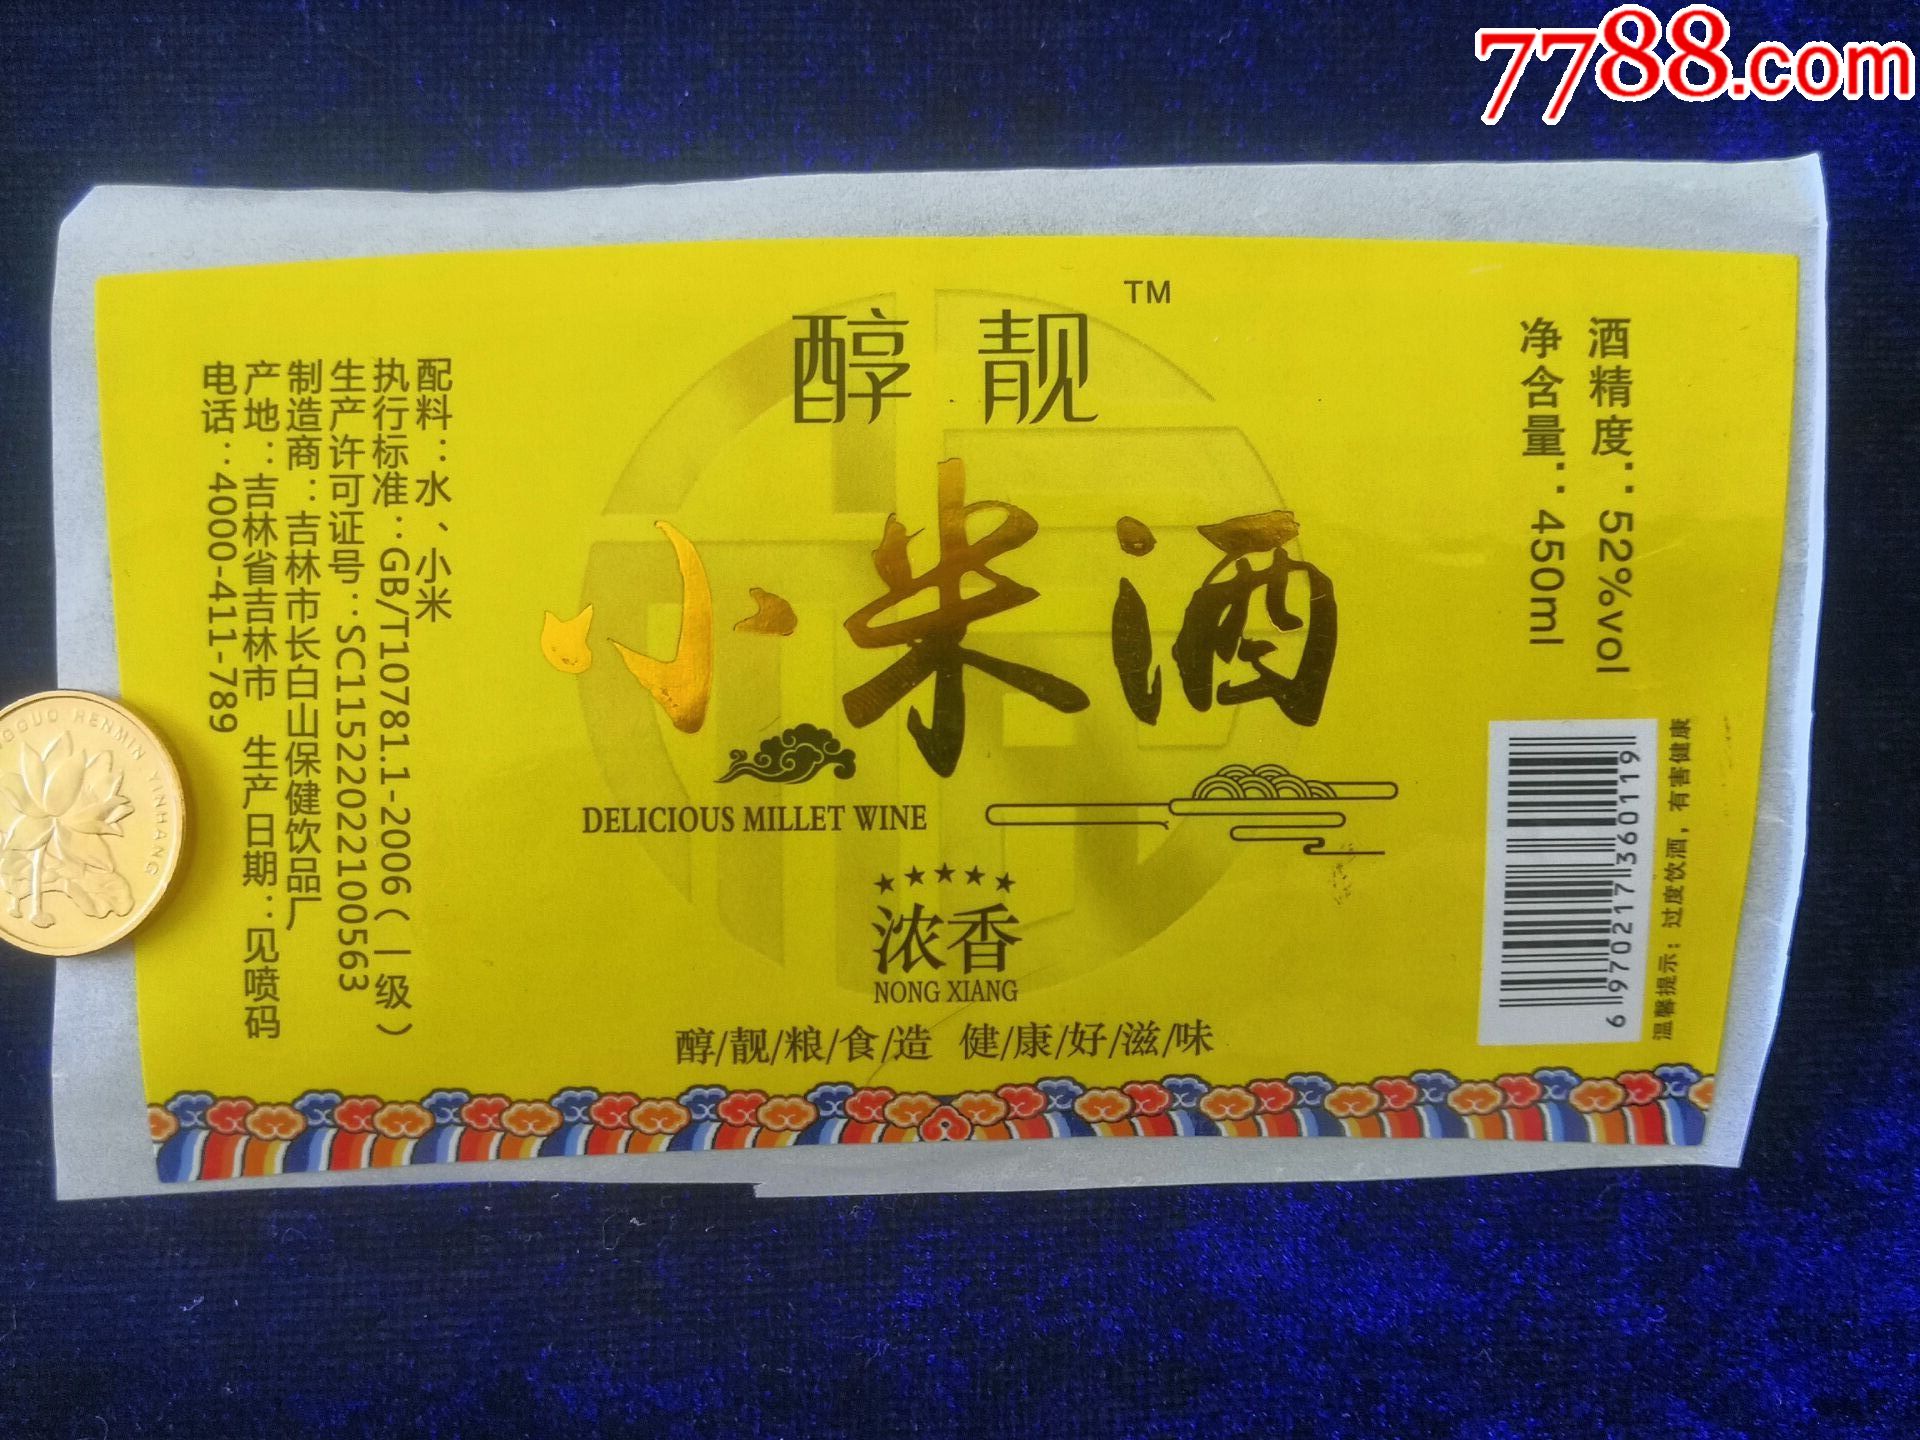 7788.com
醇靓
TM
小米酒
DELICIOUS MILLET WINE
浓香
NONG XIANG
醇/靓/粮/食/造 健/康/好/滋/味
酒精度：52%vol
净含量：450ml
6970217360119
温馨提示：过度饮酒，有害健康
配料：水、小米
执行标准：GB/T10781.1-2006(一级)
生产许可证号：SC11522022100563
制造商：吉林市长白山保健饮品厂
产地：吉林省吉林市 生产日期：见喷码
电话：4000-411-789